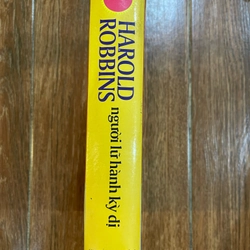 HAROLD
ROBBINS
người lữ hành kỳ dị